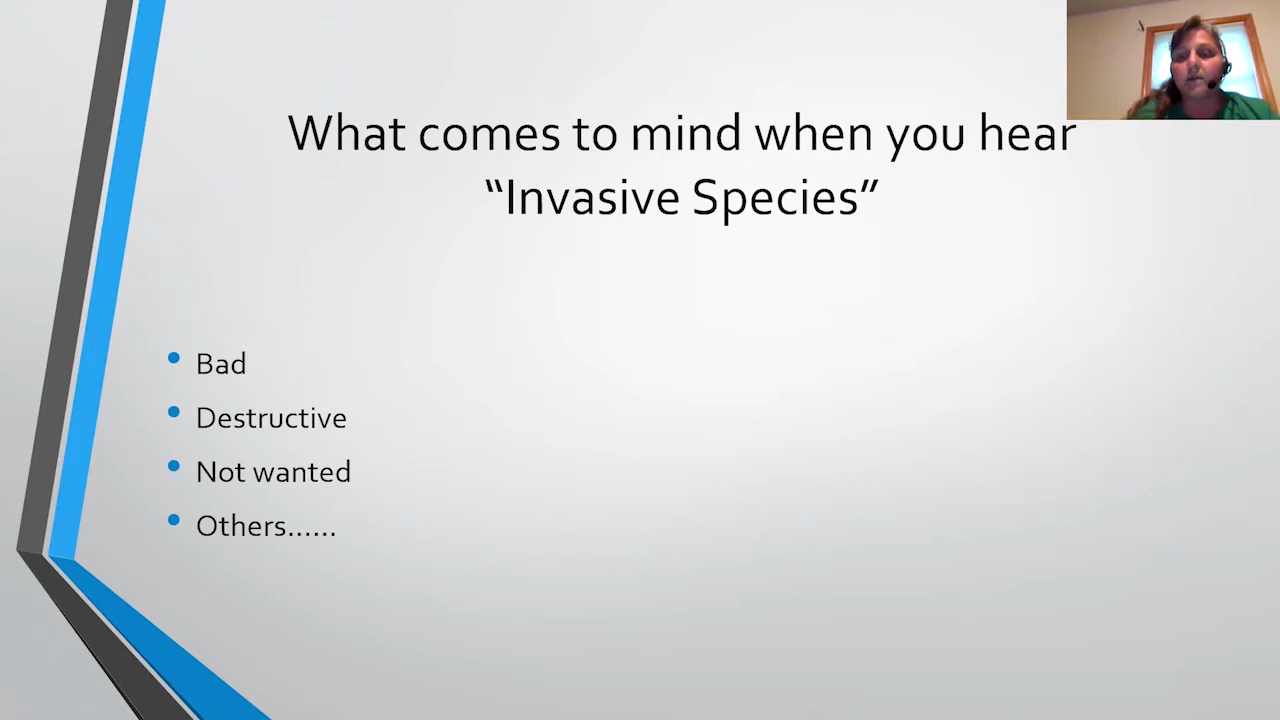 What comes to mind when you hear
“Invasive Species”
Bad
Destructive
Not wanted
Others......